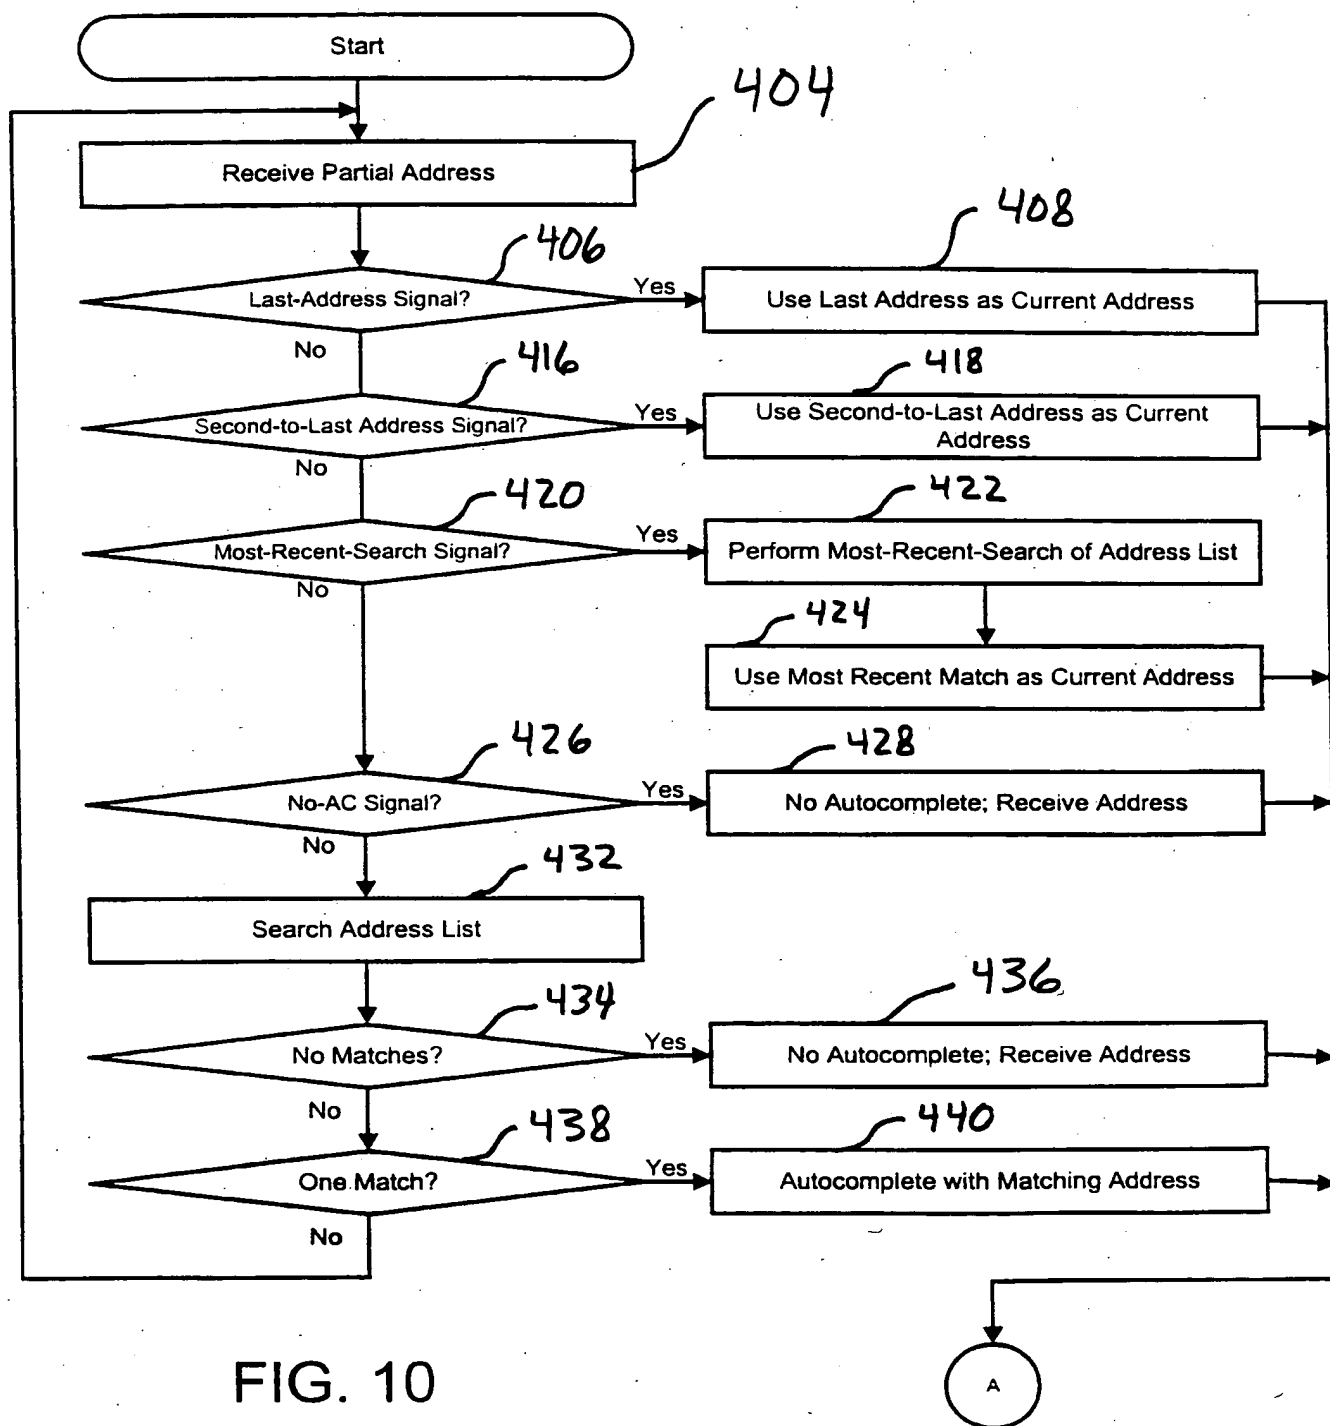 Start
404
Receive Partial Address
406
408
Last-Address Signal?
Yes
Use Last Address as Current Address
No
416
418
Second-to-Last Address Signal?
Yes
Use Second-to-Last Address as Current
Address
No
420
422
Most-Recent-Search Signal?
Yes
Perform Most-Recent-Search of Address List
No
424
Use Most Recent Match as Current Address
426
428
No-AC Signal?
Yes
No Autocomplete; Receive Address
No
432
Search Address List
434
436
No Matches?
Yes
No Autocomplete; Receive Address
No
438
440
One Match?
Yes
Autocomplete with Matching Address
No
FIG. 10
A